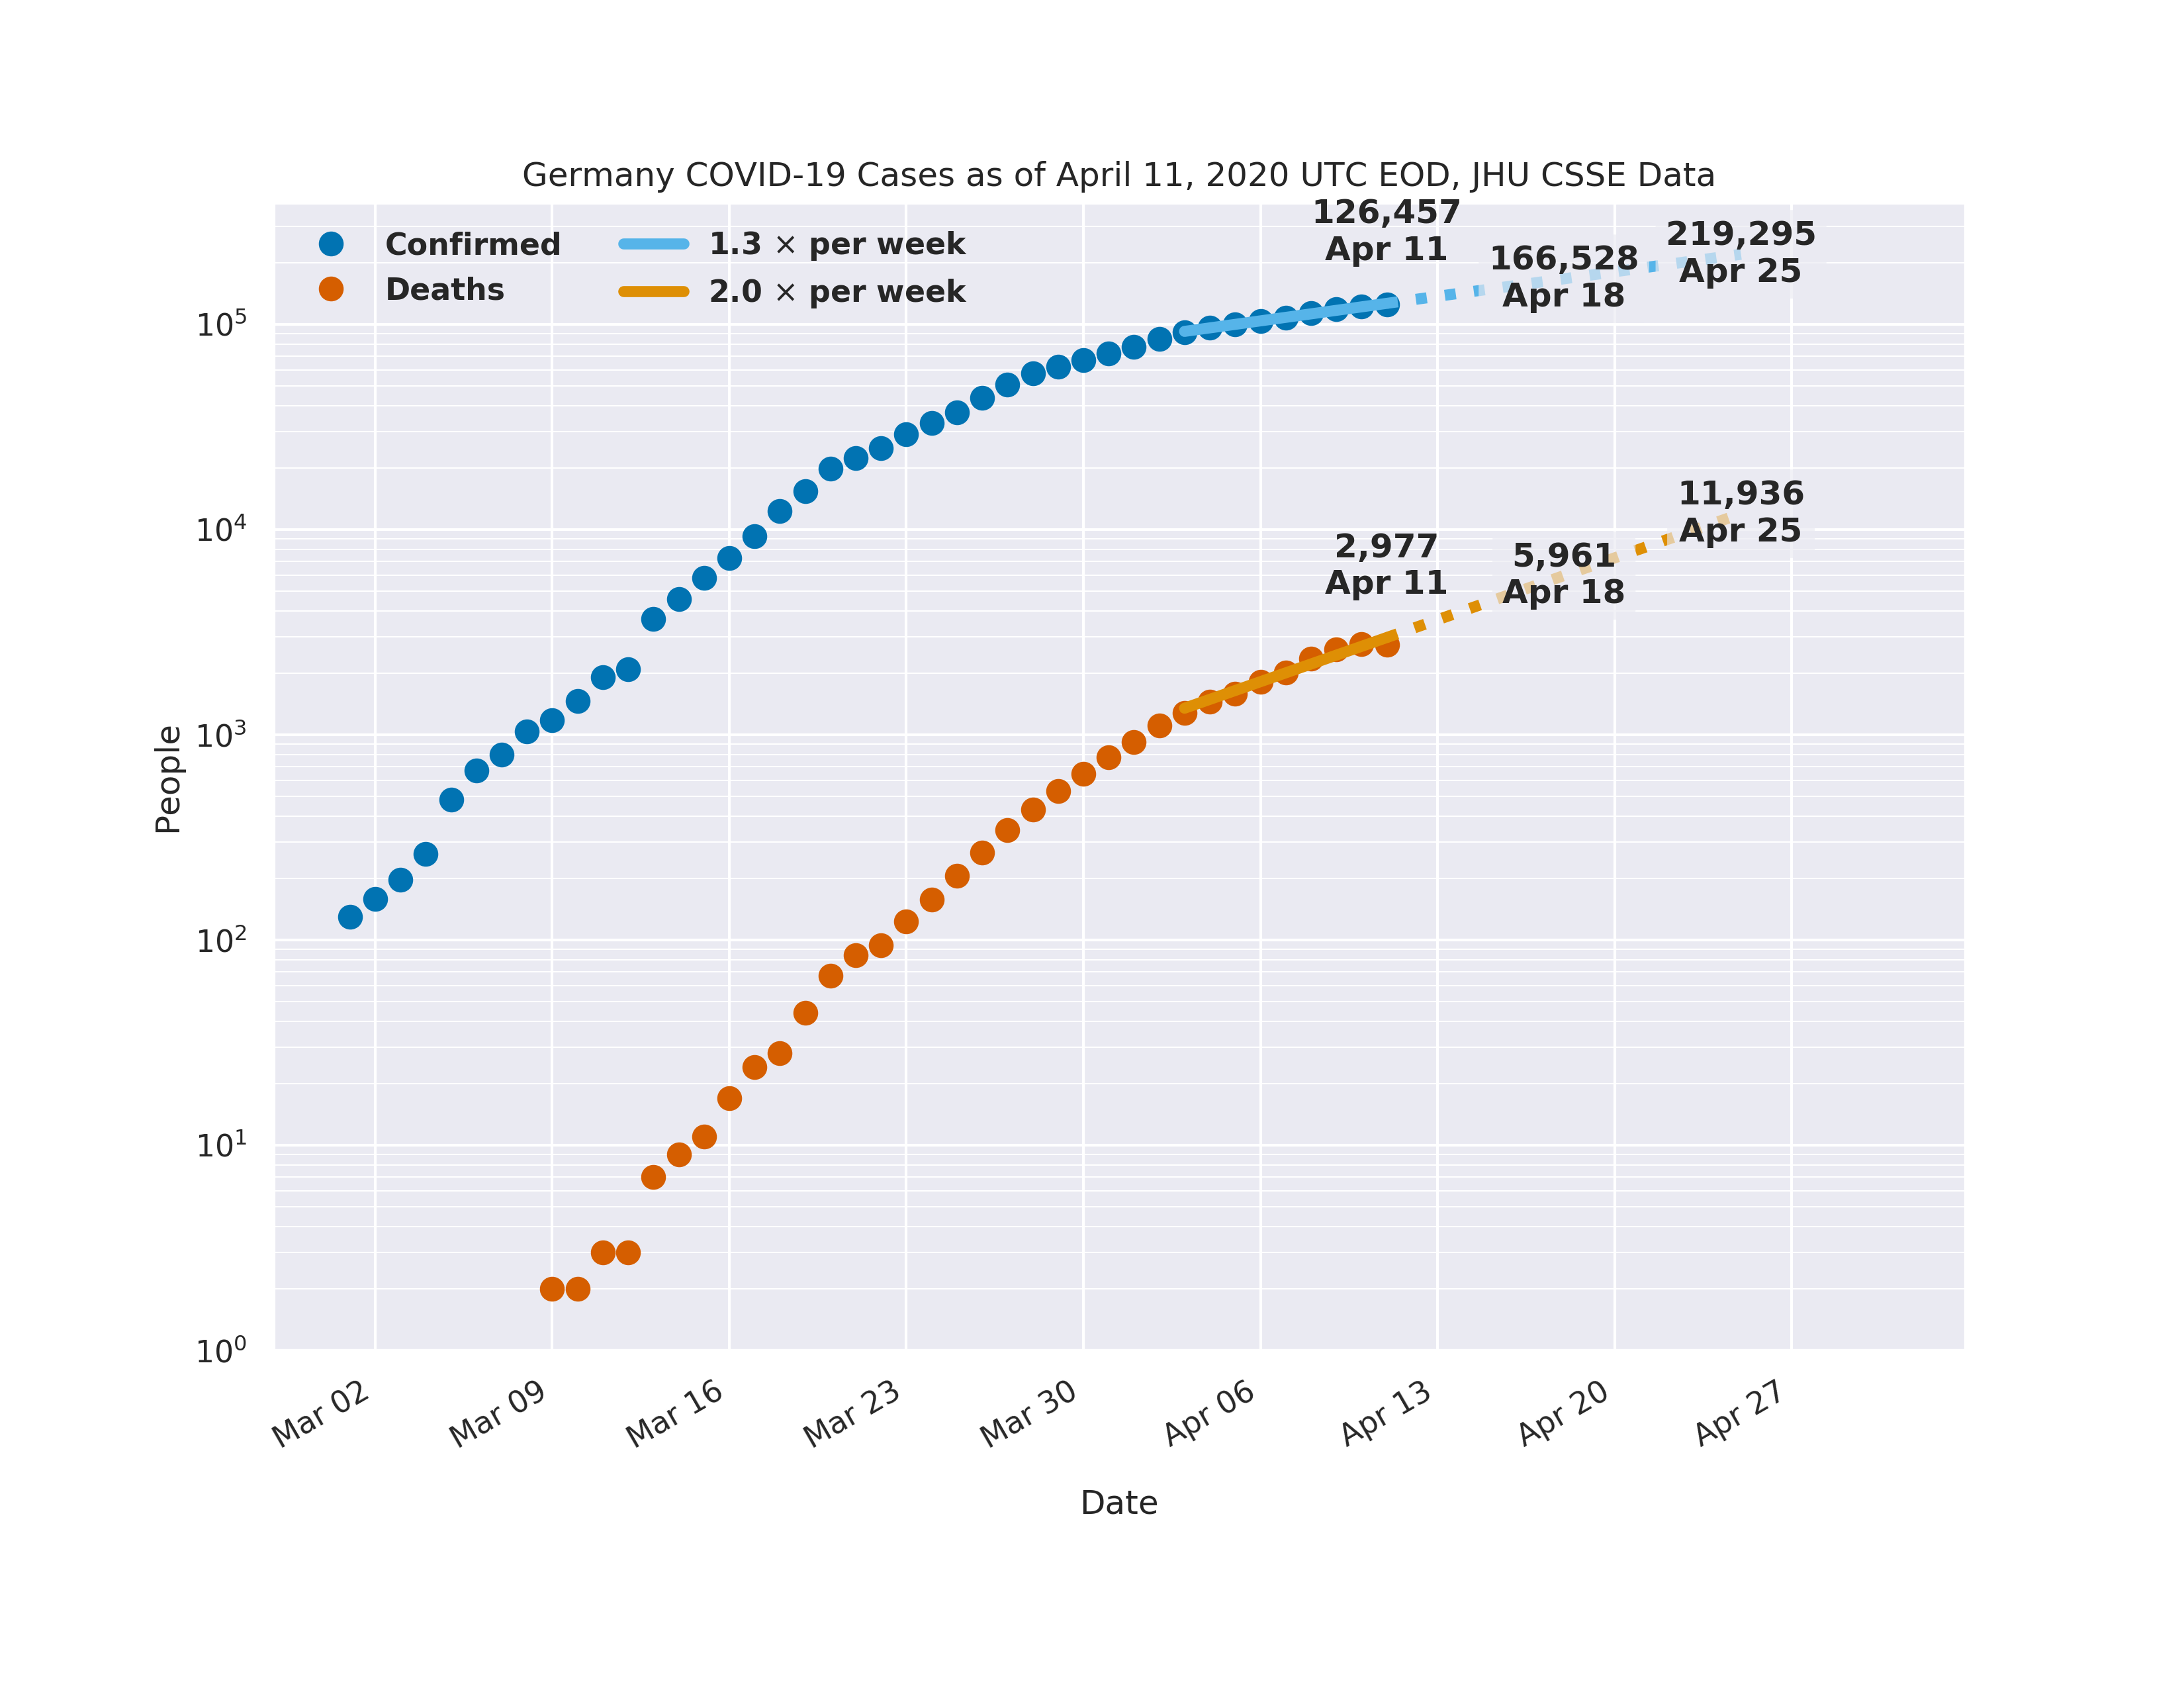 Germany COVID-19 Cases as of April 11, 2020 UTC EOD, JHU CSSE Data
Confirmed
Deaths
1.3 × per week
2.0 × per week
126,457
Apr 11
166,528
Apr 18
219,295
Apr 25
2,977
Apr 11
5,961
Apr 18
11,936
Apr 25
People
10⁵
10⁴
10³
10²
10¹
10⁰
Mar 02
Mar 09
Mar 16
Mar 23
Mar 30
Apr 06
Apr 13
Apr 20
Apr 27
Date